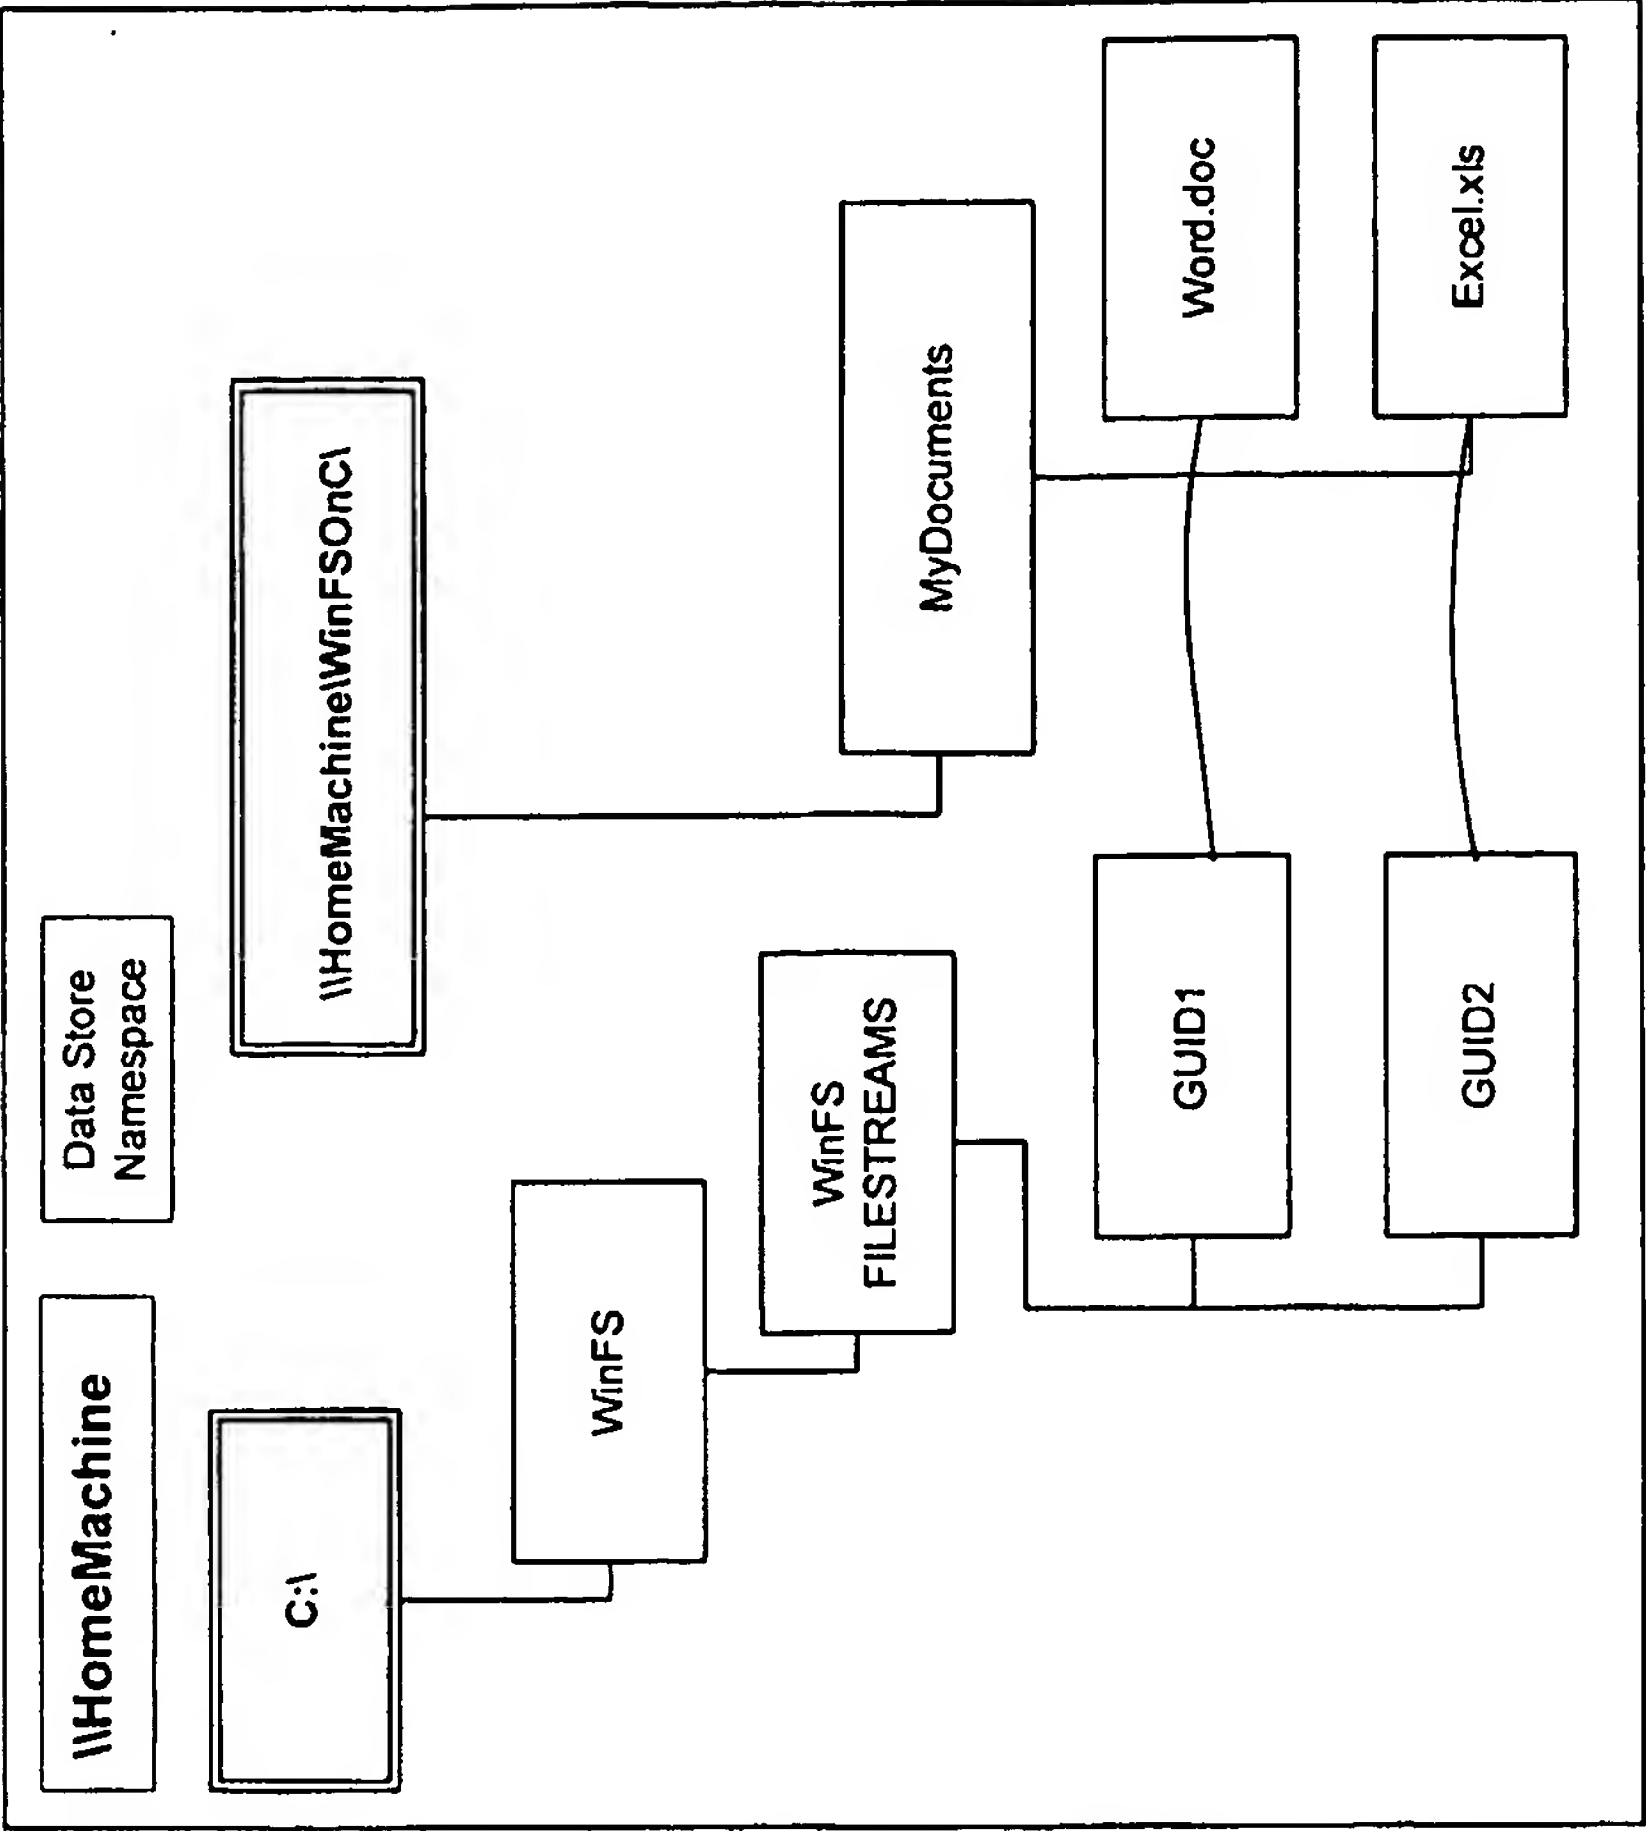 \\HomeMachine
Data Store
Namespace
C:\
\\HomeMachine\WinFSOnC\
WinFS
WinFS
FILESTREAMS
MyDocuments
GUID1
Word.doc
GUID2
Excel.xls